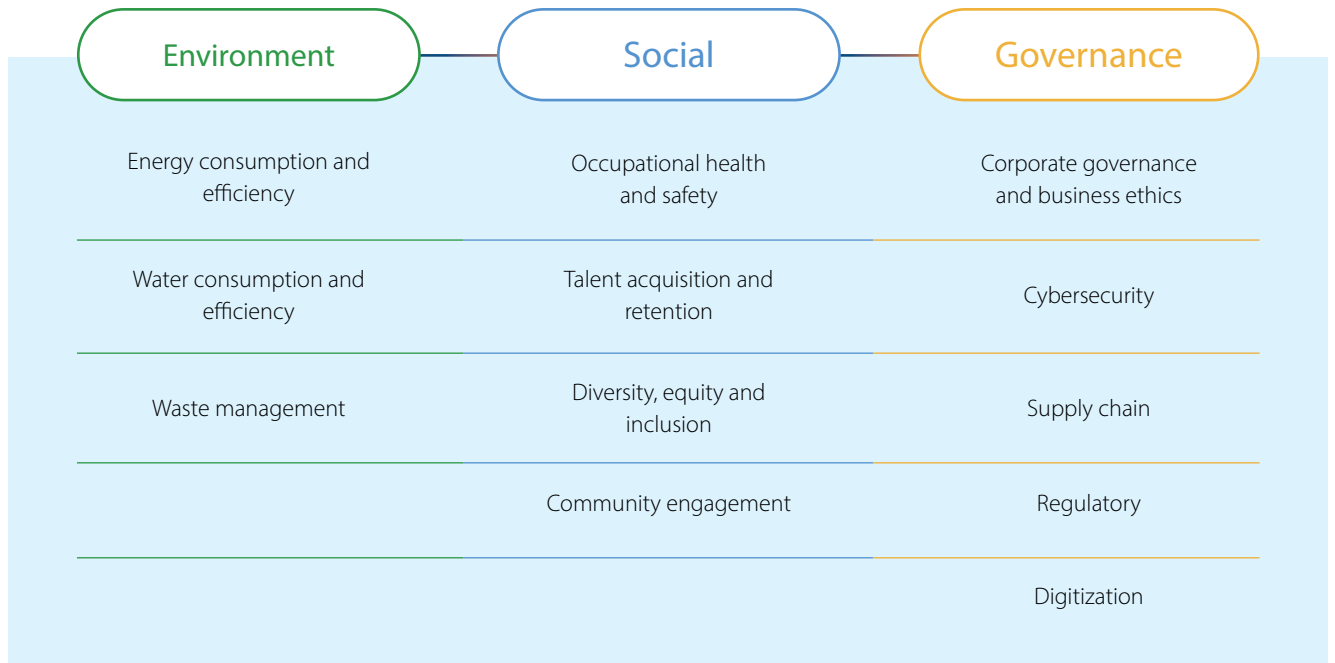 Environment
Social
Governance
Energy consumption and
efficiency
Occupational health
and safety
Corporate governance
and business ethics
Water consumption and
efficiency
Talent acquisition and
retention
Cybersecurity
Waste management
Diversity, equity and
inclusion
Supply chain
Community engagement
Regulatory
Digitization